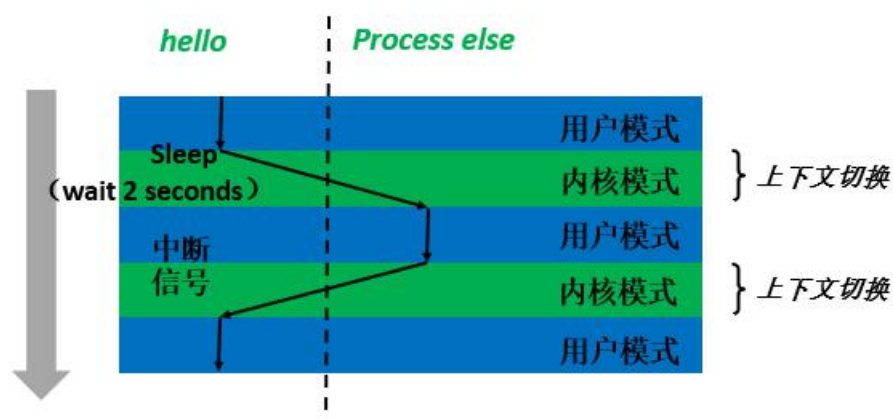 hello
Process else
用户模式
Sleep
（wait 2 seconds）
内核模式
上下文切换
用户模式
中断
信号
内核模式
上下文切换
用户模式